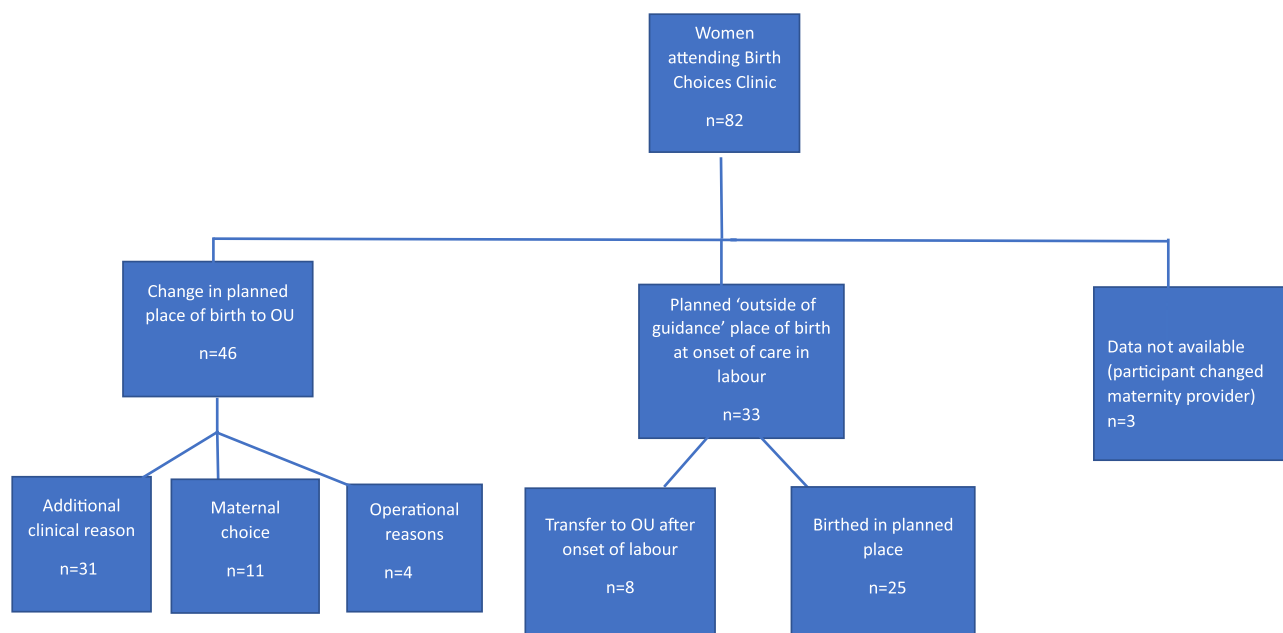 Women
attending Birth
Choices Clinic
n=82
Change in planned
place of birth to OU
n=46
Planned ‘outside of
guidance’ place of birth
at onset of care in
labour
n=33
Data not available
(participant changed
maternity provider)
n=3
Additional
clinical reason
n=31
Maternal
choice
n=11
Operational
reasons
n=4
Transfer to OU after
onset of labour
n=8
Birthed in planned
place
n=25